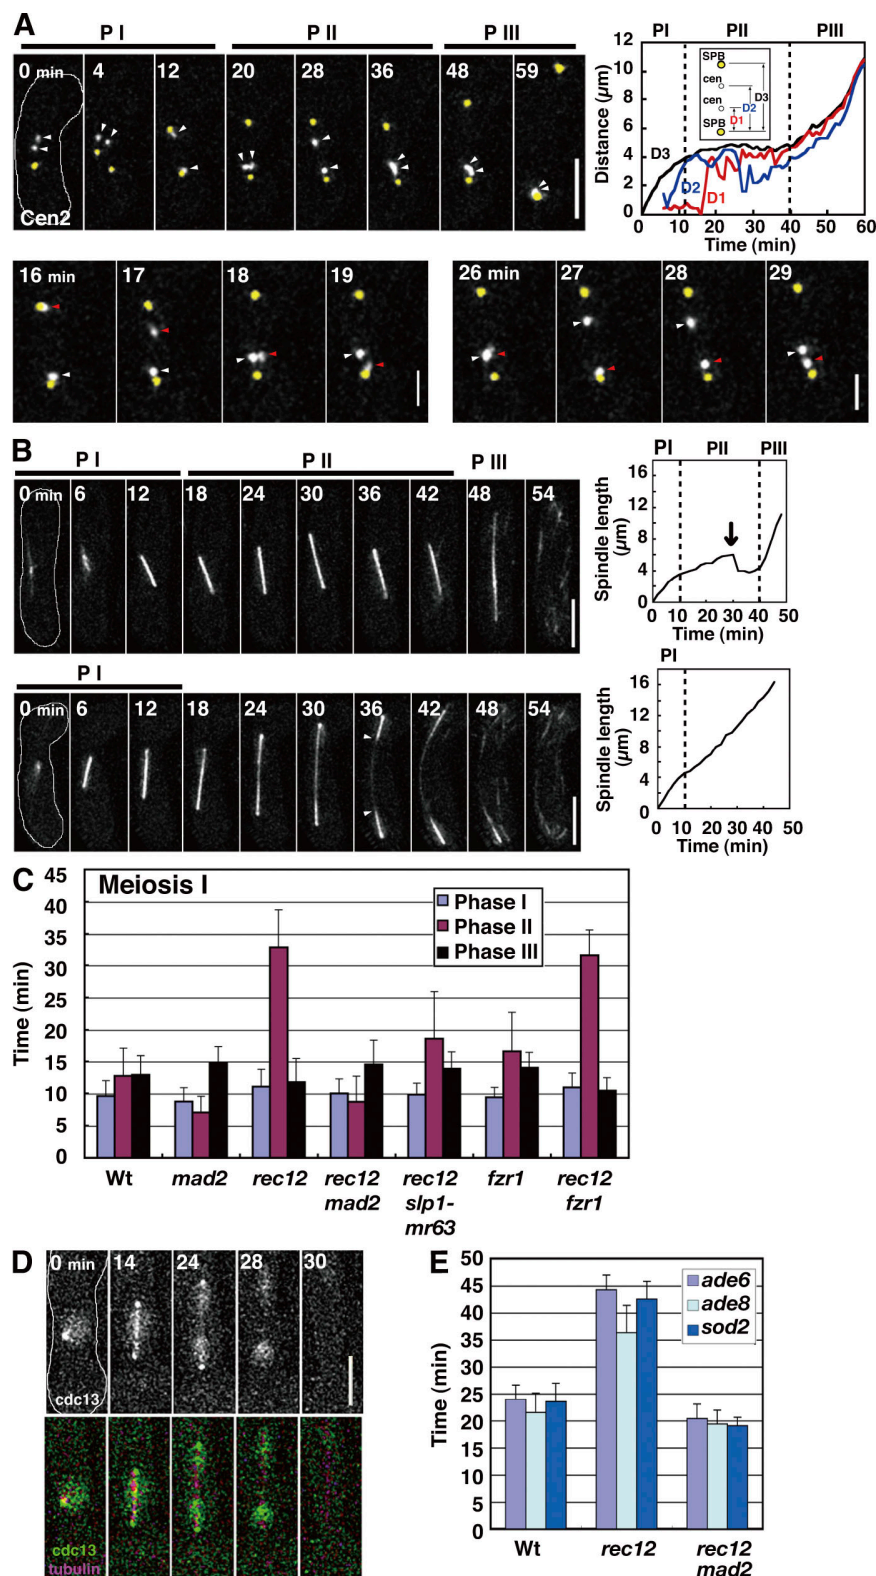 A
P I
P II
P III
0 min
4
12
20
28
36
48
59
Cen2
Distance (µm)
12
10
8
6
4
2
0
PI
PII
PIII
SPB
cen
cen
SPB
D1
D2
D3
D3
D2
D1
0
10
20
30
40
50
60
Time (min)
16 min
17
18
19
26 min
27
28
29
B
P I
P II
P III
0 min
6
12
18
24
30
36
42
48
54
Spindle length (µm)
PI
PII
PIII
16
12
8
4
0
0
10
20
30
40
50
Time (min)
P I
0 min
6
12
18
24
30
36
42
48
54
Spindle length (µm)
PI
16
12
8
4
0
0
10
20
30
40
50
Time (min)
C
Meiosis I
Phase I
Phase II
Phase III
Time (min)
45
40
35
30
25
20
15
10
5
0
Wt
mad2
rec12
rec12 mad2
rec12 slp1-mr63
fzr1
rec12 fzr1
D
0 min
14
24
28
30
cdc13
cdc13
tubulin
E
ade6
ade8
sod2
Time (min)
50
45
40
35
30
25
20
15
10
5
0
Wt
rec12
rec12 mad2